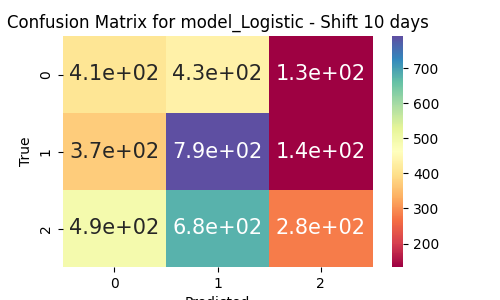 Confusion Matrix for model_Logistic - Shift 10 days
True
0 4.1e+02 4.3e+02 1.3e+02
1 3.7e+02 7.9e+02 1.4e+02
2 4.9e+02 6.8e+02 2.8e+02
0 1 2
Predicted
700
600
500
400
300
200